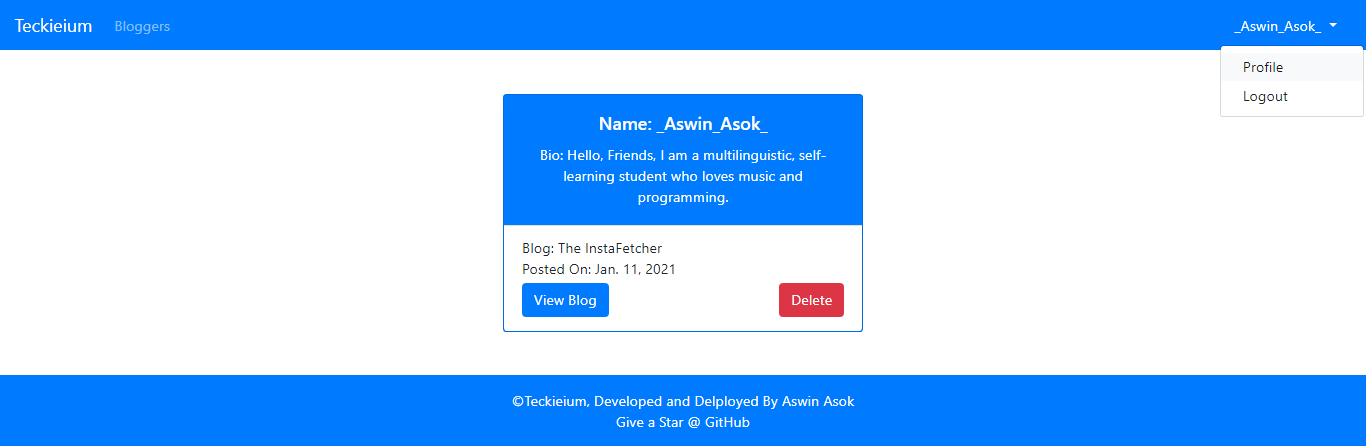 Teckieium Bloggers _Aswin_Asok_
Profile
Logout
Name: _Aswin_Asok_
Bio: Hello, Friends, I am a multilinguistic, self-
learning student who loves music and
programming.
Blog: The InstaFetcher
Posted On: Jan. 11, 2021
View Blog Delete
©Teckieium, Developed and Delployed By Aswin Asok
Give a Star @ GitHub